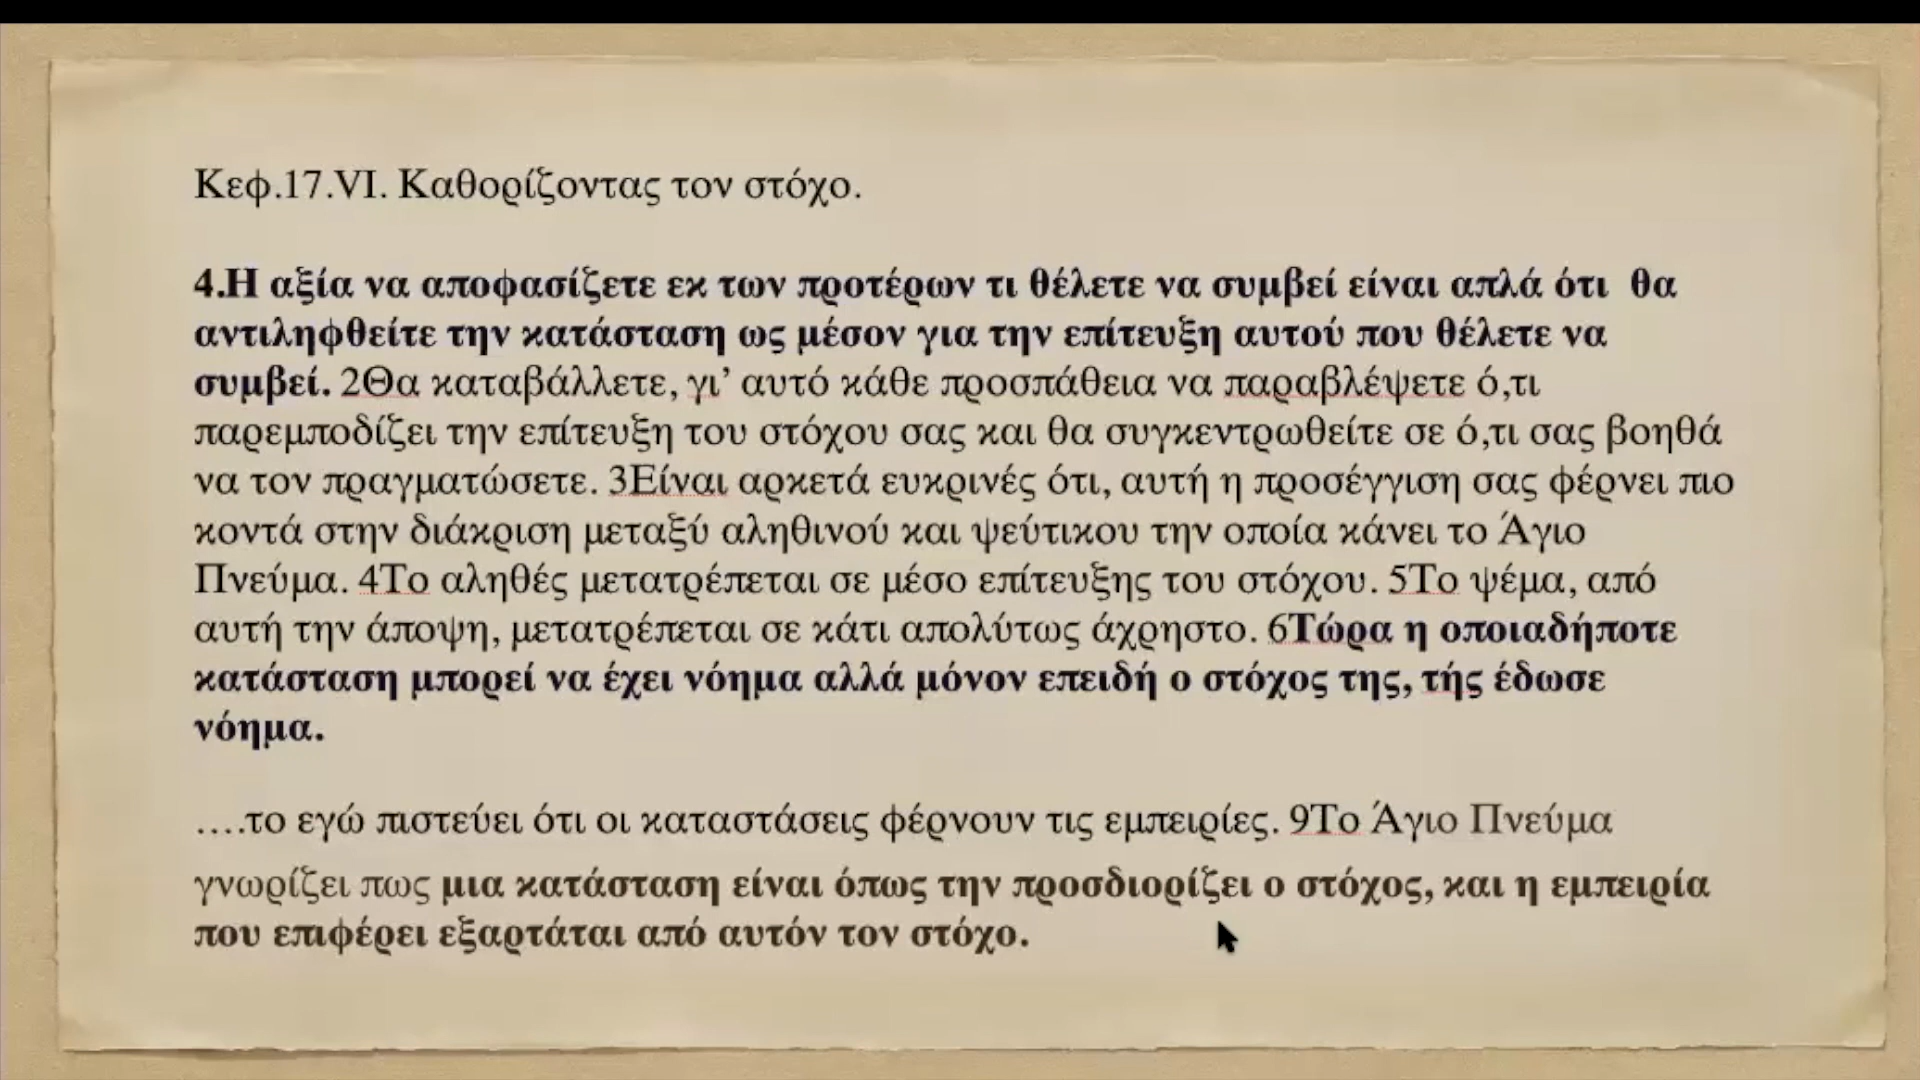 Κεφ.17.VI. Καθορίζοντας τον στόχο.
4.Η αξία να αποφασίζετε εκ των προτέρων τι θέλετε να συμβεί είναι απλά ότι  θα
αντιληφθείτε την κατάσταση ως μέσον για την επίτευξη αυτού που θέλετε να
συμβεί. 2Θα καταβάλλετε, γι’ αυτό κάθε προσπάθεια να παραβλέψετε ό,τι
παρεμποδίζει την επίτευξη του στόχου σας και θα συγκεντρωθείτε σε ό,τι σας βοηθά
να τον πραγματώσετε. 3Είναι αρκετά ευκρινές ότι, αυτή η προσέγγιση σας φέρνει πιο
κοντά στην διάκριση μεταξύ αληθινού και ψεύτικου την οποία κάνει το Άγιο
Πνεύμα. 4Το αληθές μετατρέπεται σε μέσο επίτευξης του στόχου. 5Το ψέμα, από
αυτή την άποψη, μετατρέπεται σε κάτι απολύτως άχρηστο. 6Τώρα η οποιαδήποτε
κατάσταση μπορεί να έχει νόημα αλλά μόνον επειδή ο στόχος της, τής έδωσε
νόημα.
….το εγώ πιστεύει ότι οι καταστάσεις φέρνουν τις εμπειρίες. 9Το Άγιο Πνεύμα
γνωρίζει πως μια κατάσταση είναι όπως την προσδιορίζει ο στόχος, και η εμπειρία
που επιφέρει εξαρτάται από αυτόν τον στόχο.